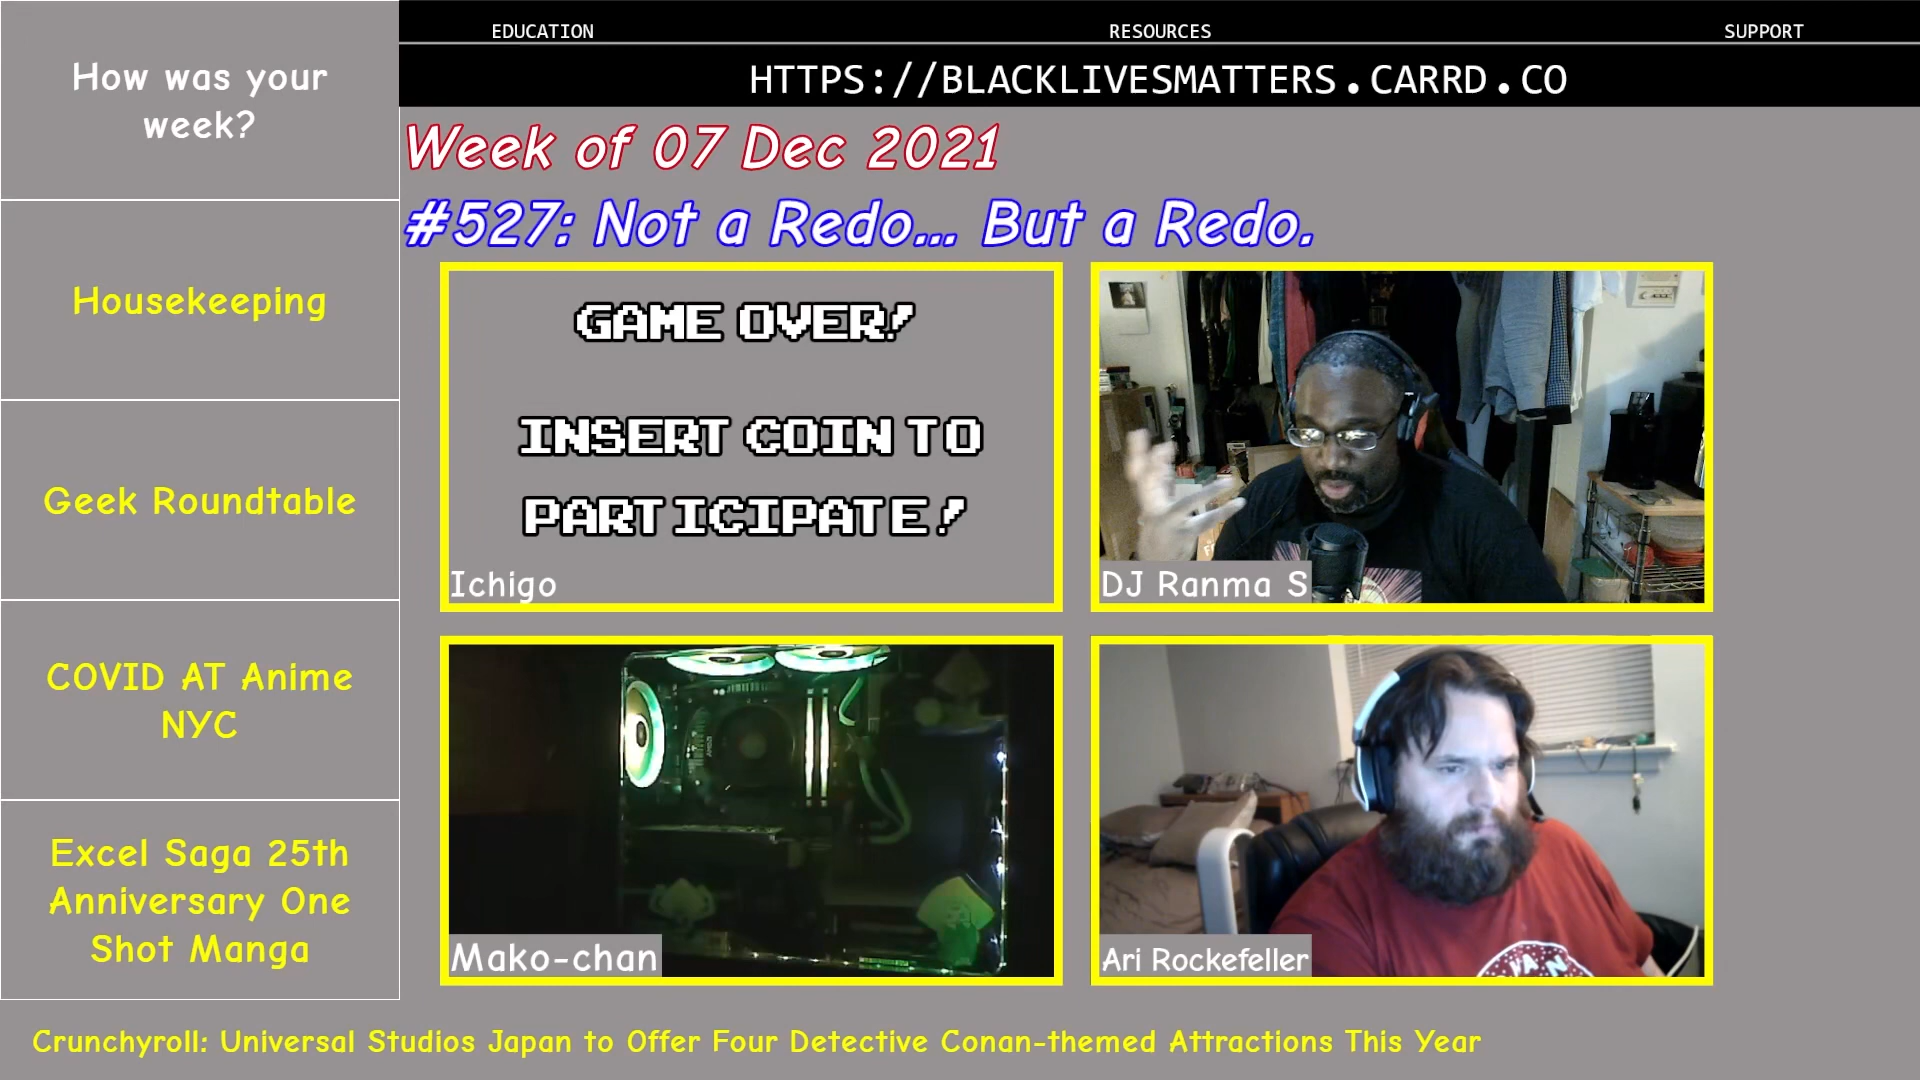 How was your
week?
Housekeeping
Geek Roundtable
COVID AT Anime
NYC
Excel Saga 25th
Anniversary One
Shot Manga
EDUCATION
RESOURCES
SUPPORT
HTTPS://BLACKLIVESMATTERS.CARRD.CO
Week of 07 Dec 2021
#527: Not a Redo... But a Redo.
GAME OVER!
INSERT COIN TO
PARTICIPATE!
Ichigo
DJ Ranma S
Mako-chan
Ari Rockefeller
Crunchyroll: Universal Studios Japan to Offer Four Detective Conan-themed Attractions This Year